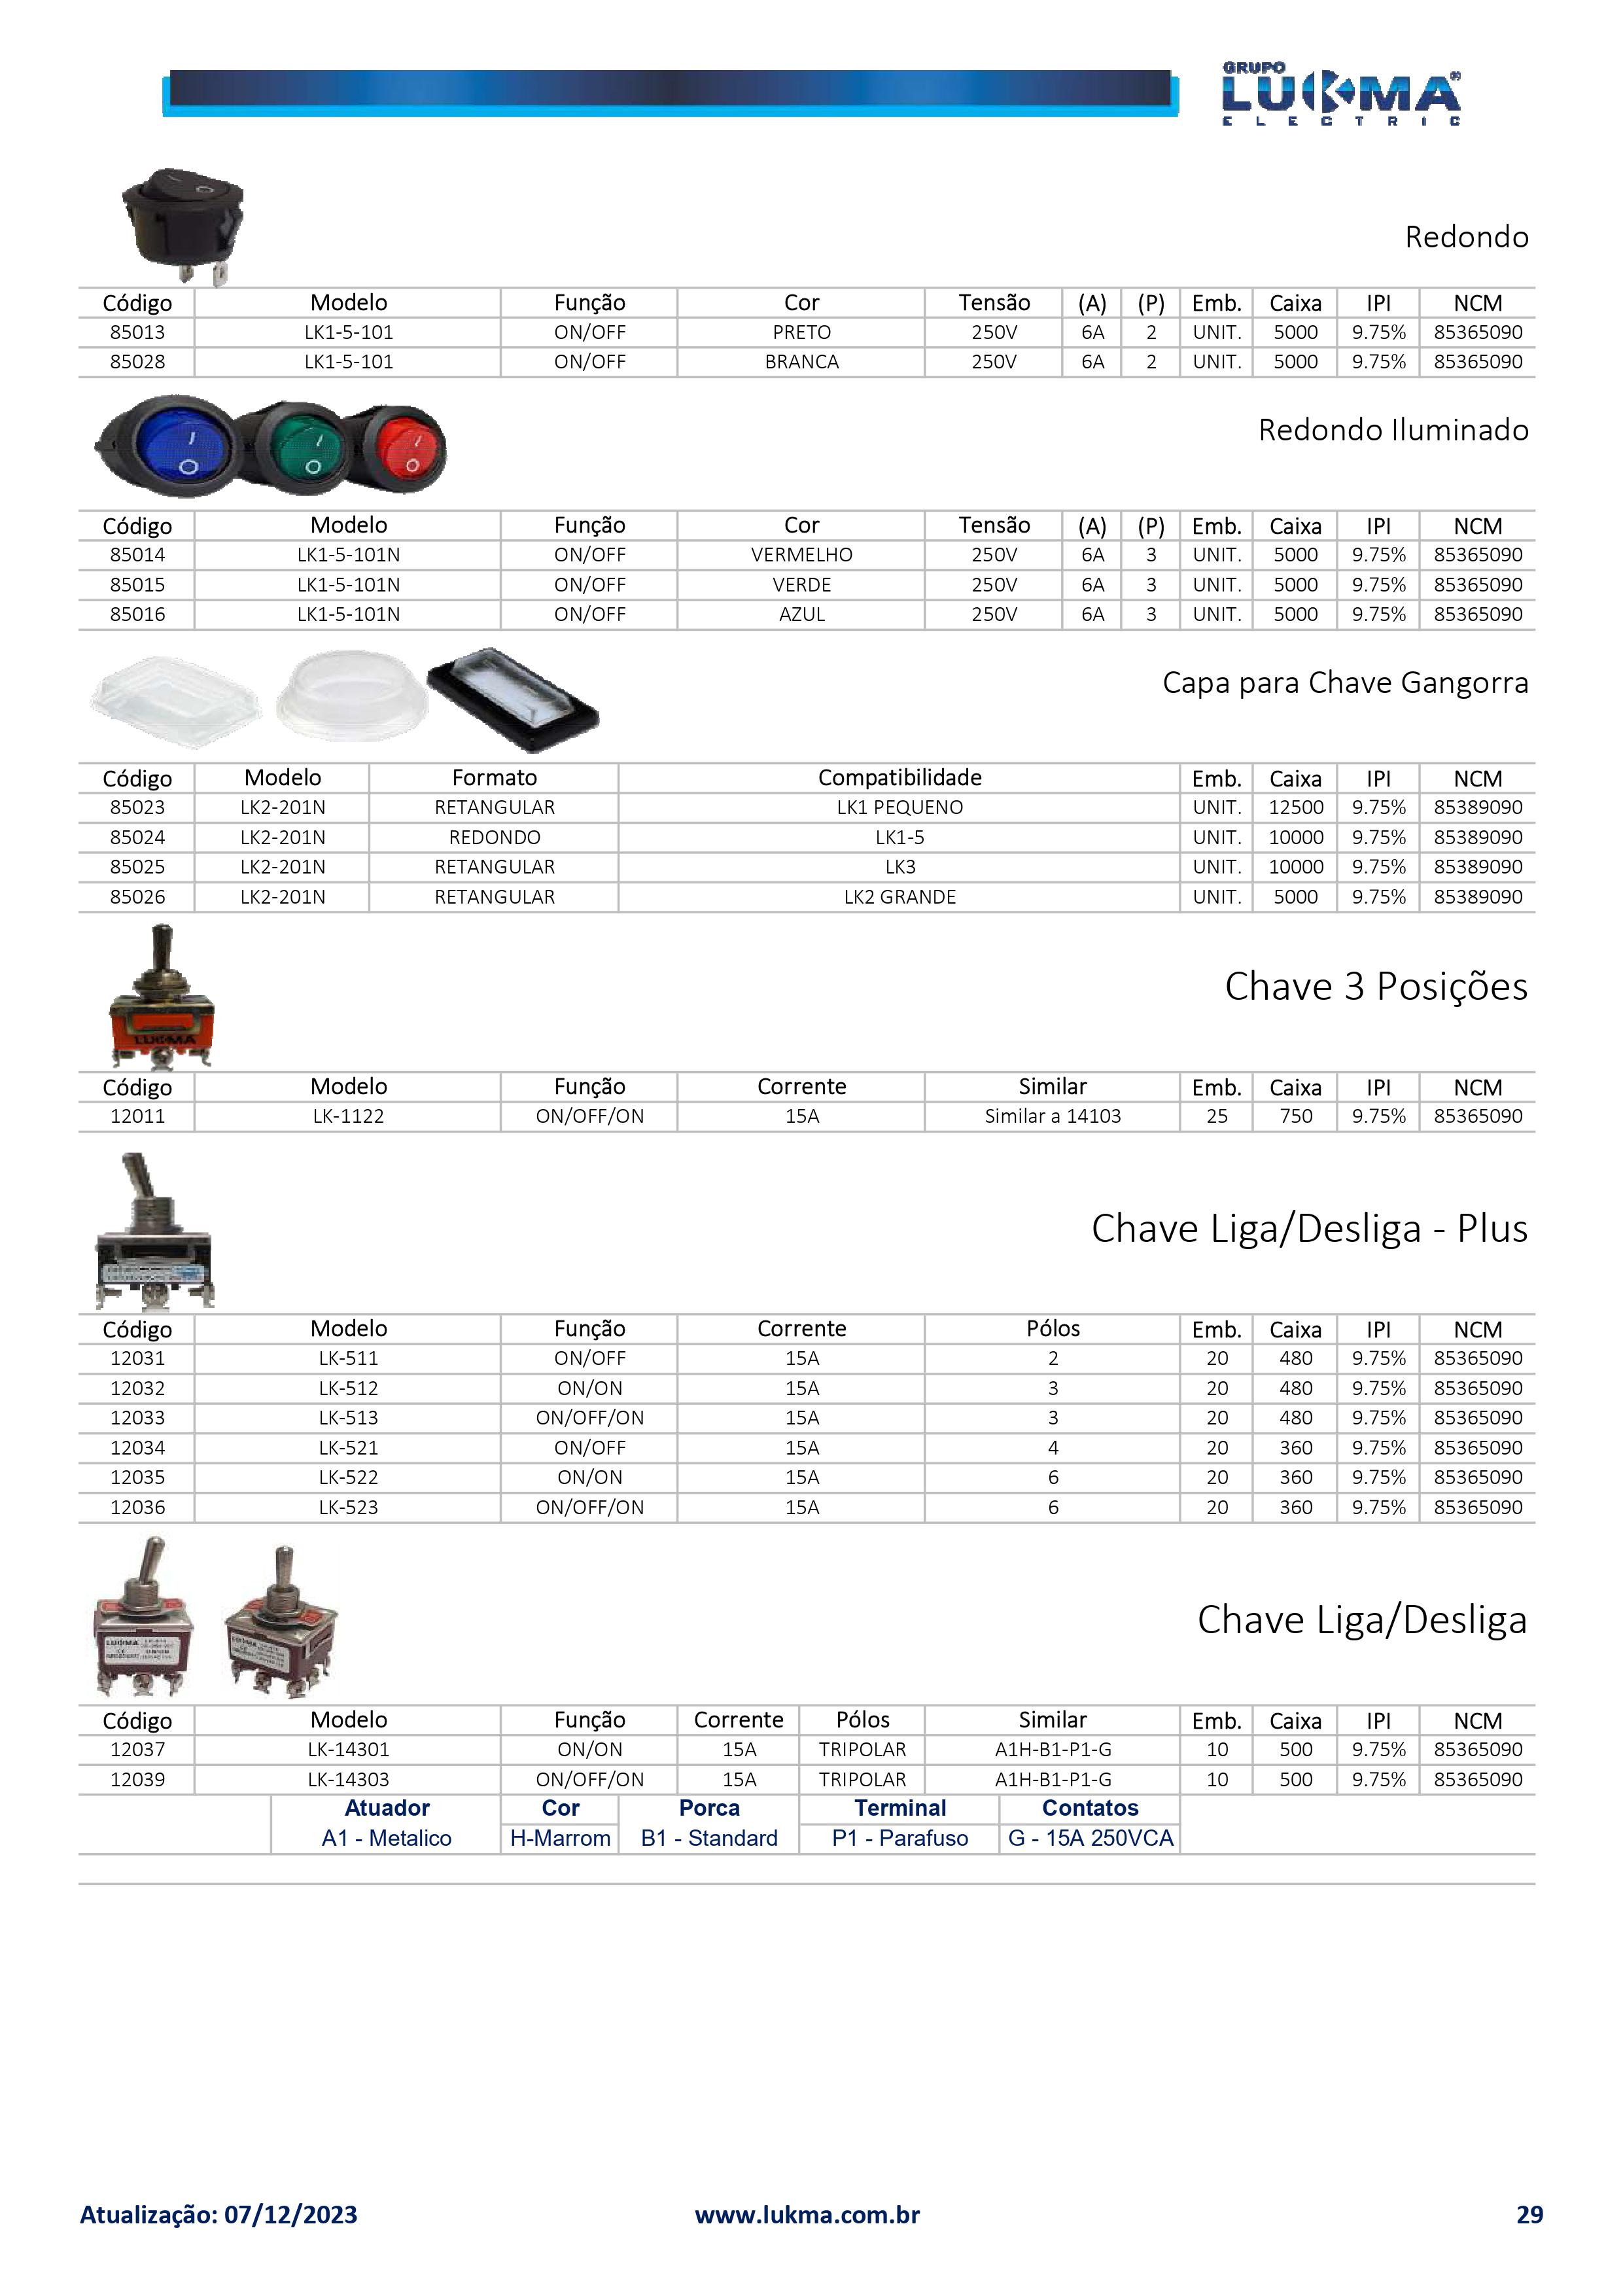 GRUPO
LUKMA®
ELECTRIC
Redondo
Código Modelo Função Cor Tensão (A) (P) Emb. Caixa IPI NCM
85013 LK1-5-101 ON/OFF PRETO 250V 6A 2 UNIT. 5000 9.75% 85365090
85028 LK1-5-101 ON/OFF BRANCA 250V 6A 2 UNIT. 5000 9.75% 85365090
Redondo Iluminado
Código Modelo Função Cor Tensão (A) (P) Emb. Caixa IPI NCM
85014 LK1-5-101N ON/OFF VERMELHO 250V 6A 3 UNIT. 5000 9.75% 85365090
85015 LK1-5-101N ON/OFF VERDE 250V 6A 3 UNIT. 5000 9.75% 85365090
85016 LK1-5-101N ON/OFF AZUL 250V 6A 3 UNIT. 5000 9.75% 85365090
Capa para Chave Gangorra
Código Modelo Formato Compatibilidade Emb. Caixa IPI NCM
85023 LK2-201N RETANGULAR LK1 PEQUENO UNIT. 12500 9.75% 85389090
85024 LK2-201N REDONDO LK1-5 UNIT. 10000 9.75% 85389090
85025 LK2-201N RETANGULAR LK3 UNIT. 10000 9.75% 85389090
85026 LK2-201N RETANGULAR LK2 GRANDE UNIT. 5000 9.75% 85389090
Chave 3 Posições
LUKMA
Código Modelo Função Corrente Similar Emb. Caixa IPI NCM
12011 LK-1122 ON/OFF/ON 15A Similar a 14103 25 750 9.75% 85365090
Chave Liga/Desliga - Plus
Código Modelo Função Corrente Pólos Emb. Caixa IPI NCM
12031 LK-511 ON/OFF 15A 2 20 480 9.75% 85365090
12032 LK-512 ON/ON 15A 3 20 480 9.75% 85365090
12033 LK-513 ON/OFF/ON 15A 3 20 480 9.75% 85365090
12034 LK-521 ON/OFF 15A 4 20 360 9.75% 85365090
12035 LK-522 ON/ON 15A 6 20 360 9.75% 85365090
12036 LK-523 ON/OFF/ON 15A 6 20 360 9.75% 85365090
Chave Liga/Desliga
LUKMA
LUKMA
Código Modelo Função Corrente Pólos Similar Emb. Caixa IPI NCM
12037 LK-14301 ON/ON 15A TRIPOLAR A1H-B1-P1-G 10 500 9.75% 85365090
12039 LK-14303 ON/OFF/ON 15A TRIPOLAR A1H-B1-P1-G 10 500 9.75% 85365090
Atuador Cor Porca Terminal Contatos
A1 - Metalico H-Marrom B1 - Standard P1 - Parafuso G - 15A 250VCA
Atualização: 07/12/2023 www.lukma.com.br 29